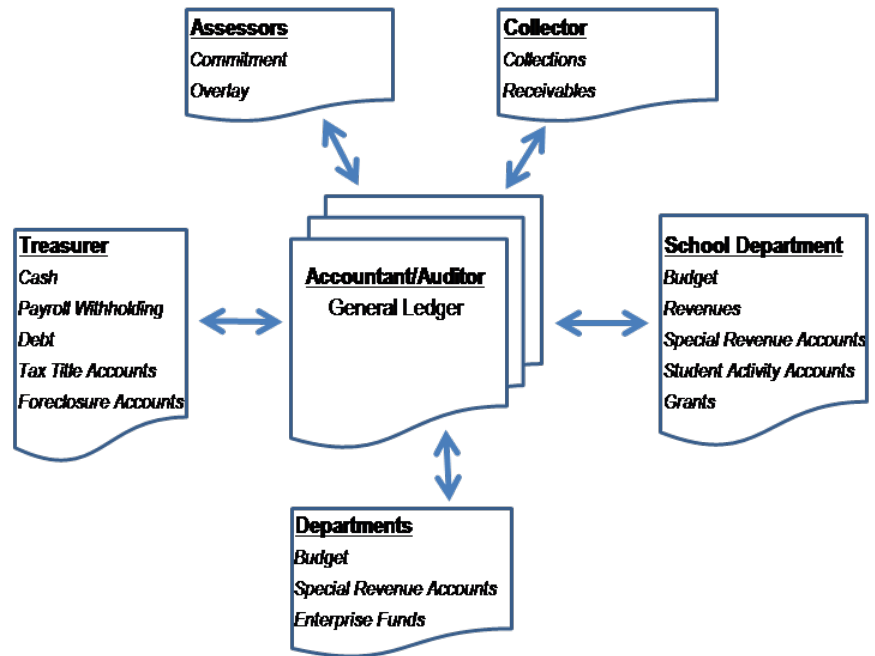 Assessors
Commitment
Overlay
Collector
Collections
Receivables
Treasurer
Cash
Payroll Withholding
Debt
Tax Title Accounts
Foreclosure Accounts
Accountant/Auditor
General Ledger
School Department
Budget
Revenues
Special Revenue Accounts
Student Activity Accounts
Grants
Departments
Budget
Special Revenue Accounts
Enterprise Funds